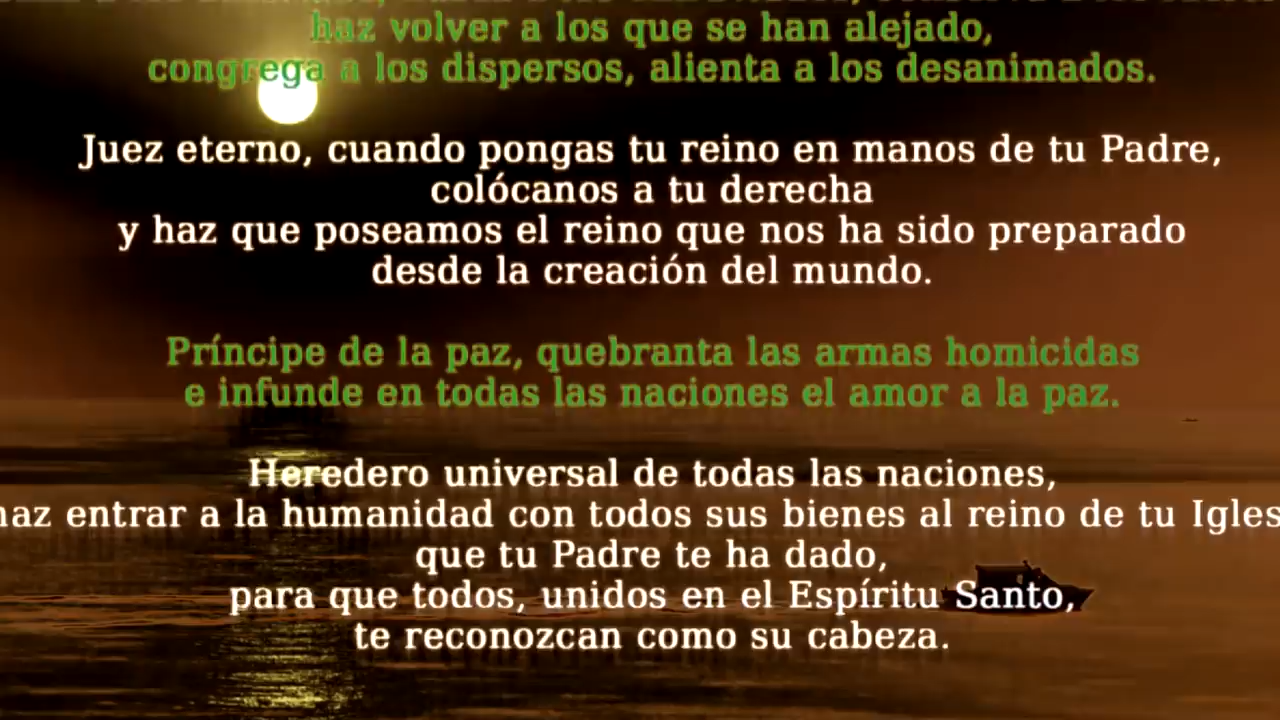 haz volver a los que se han alejado,
congrega a los dispersos, alienta a los desanimados.
Juez eterno, cuando pongas tu reino en manos de tu Padre,
colócanos a tu derecha
y haz que poseamos el reino que nos ha sido preparado
desde la creación del mundo.
Príncipe de la paz, quebranta las armas homicidas
e infunde en todas las naciones el amor a la paz.
Heredero universal de todas las naciones,
haz entrar a la humanidad con todos sus bienes al reino de tu Igles
que tu Padre te ha dado,
para que todos, unidos en el Espíritu Santo,
te reconozcan como su cabeza.